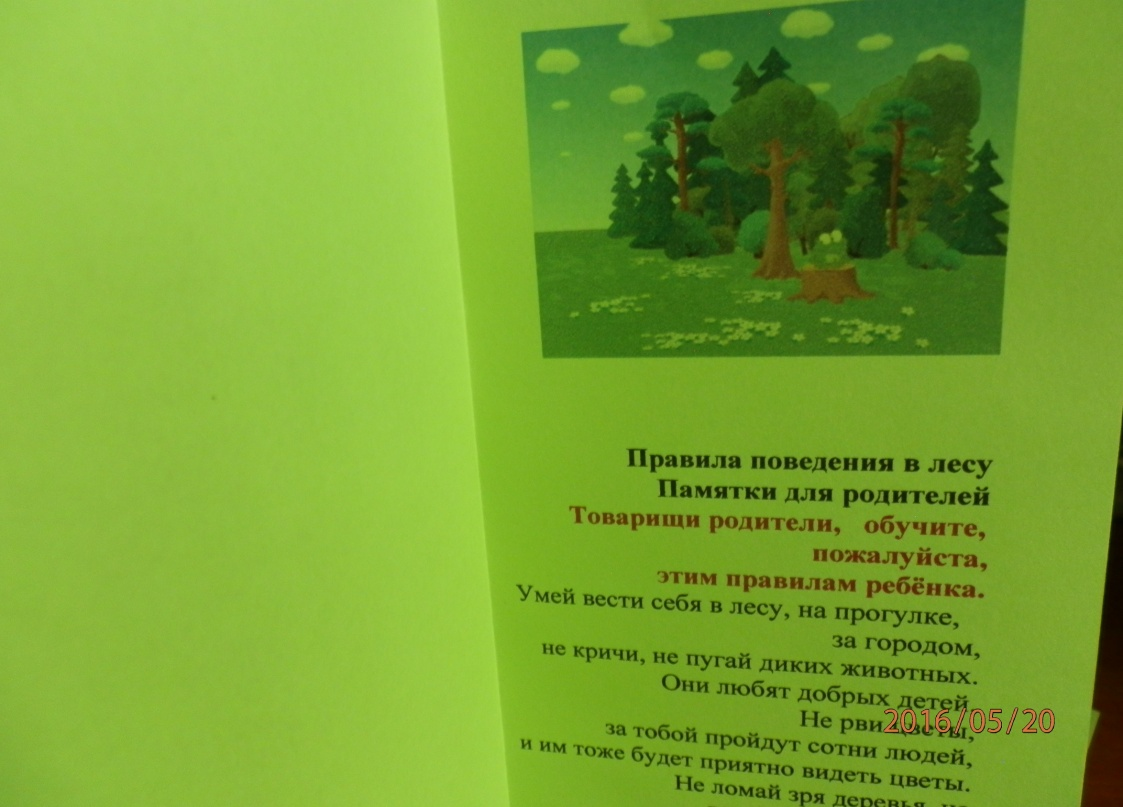 Правила поведения в лесу
Памятки для родителей
Товарищи родители, обучите,
пожалуйста,
этим правилам ребёнка.
Умей вести себя в лесу, на прогулке,
за городом,
не кричи, не пугай диких животных.
Они любят добрых детей
Не рви цветы,
2016/05/20
за тобой пройдут сотни людей,
и им тоже будет приятно видеть цветы.
Не ломай зря деревья,